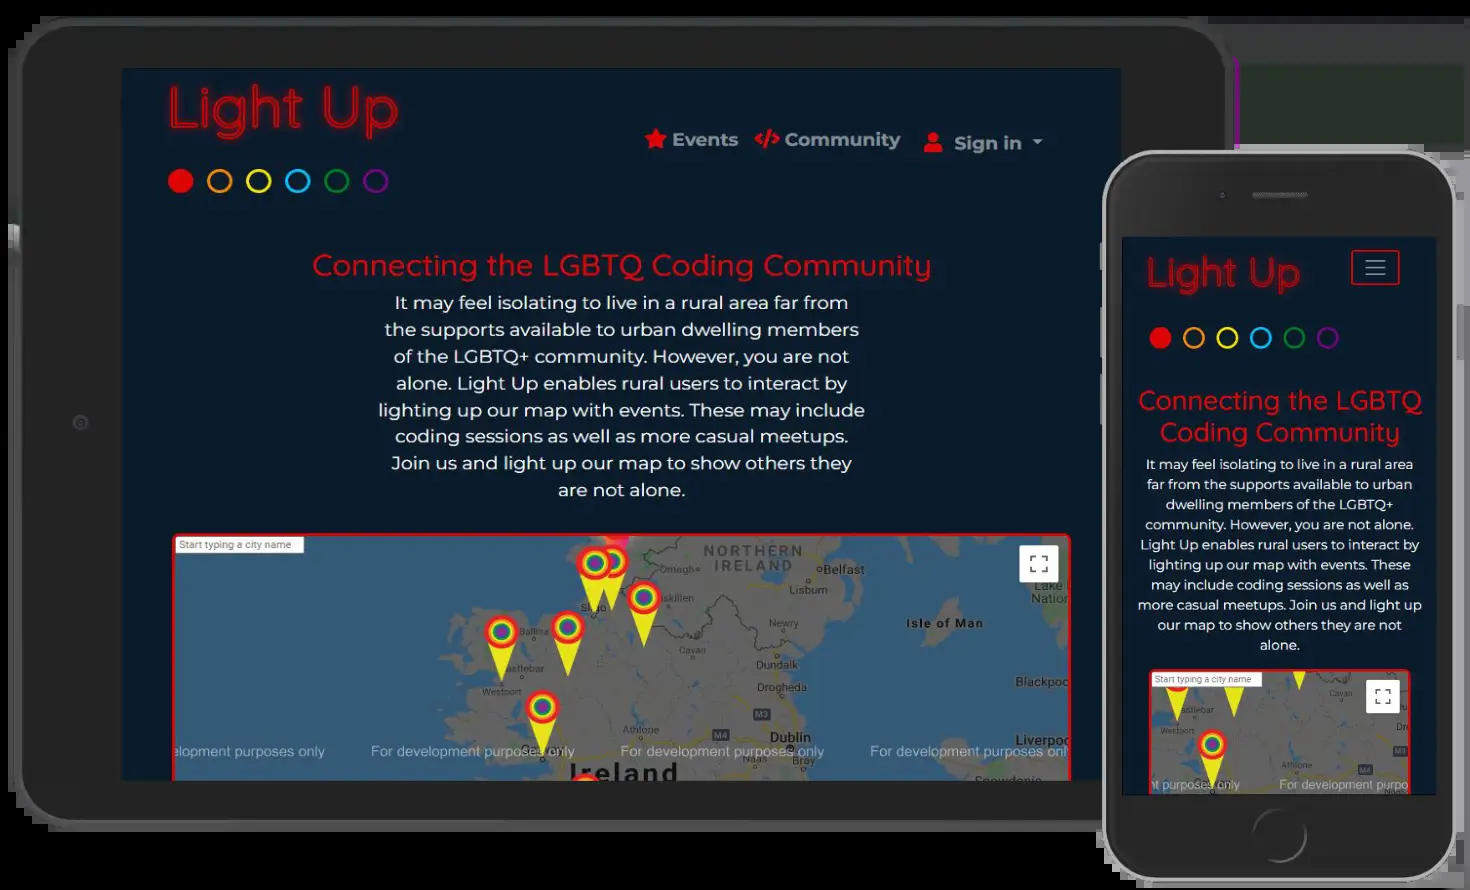 Light Up
Events
Community
Sign in
Connecting the LGBTQ Coding Community
It may feel isolating to live in a rural area far from
the supports available to urban dwelling members
of the LGBTQ+ community. However, you are not
alone. Light Up enables rural users to interact by
lighting up our map with events. These may include
coding sessions as well as more casual meetups.
Join us and light up our map to show others they
are not alone.
Start typing a city name
NORTHERN
IRELAND
Omagh
Belfast
Lisburn
Lake
Nation
Sligo
Newry
Isle of Man
Ballina
Cavan
Dundalk
Westport
Drogheda
Blackpoo
M3
Athlone
M4
Dublin
Liverpoo
Naas
Bray
elopment purposes only
For development purposes only
For development purposes only
For development purposes onl
Ireland
Light Up
Connecting the LGBTQ
Coding Community
It may feel isolating to live in a rural area
far from the supports available to urban
dwelling members of the LGBTQ+
community. However, you are not alone.
Light Up enables rural users to interact by
lighting up our map with events. These
may include coding sessions as well as
more casual meetups. Join us and light up
our map to show others they are not
alone.
Start typing a city name
Cavan
astlebar
M3
Athlone
M4
nt purposes only
For development purpo